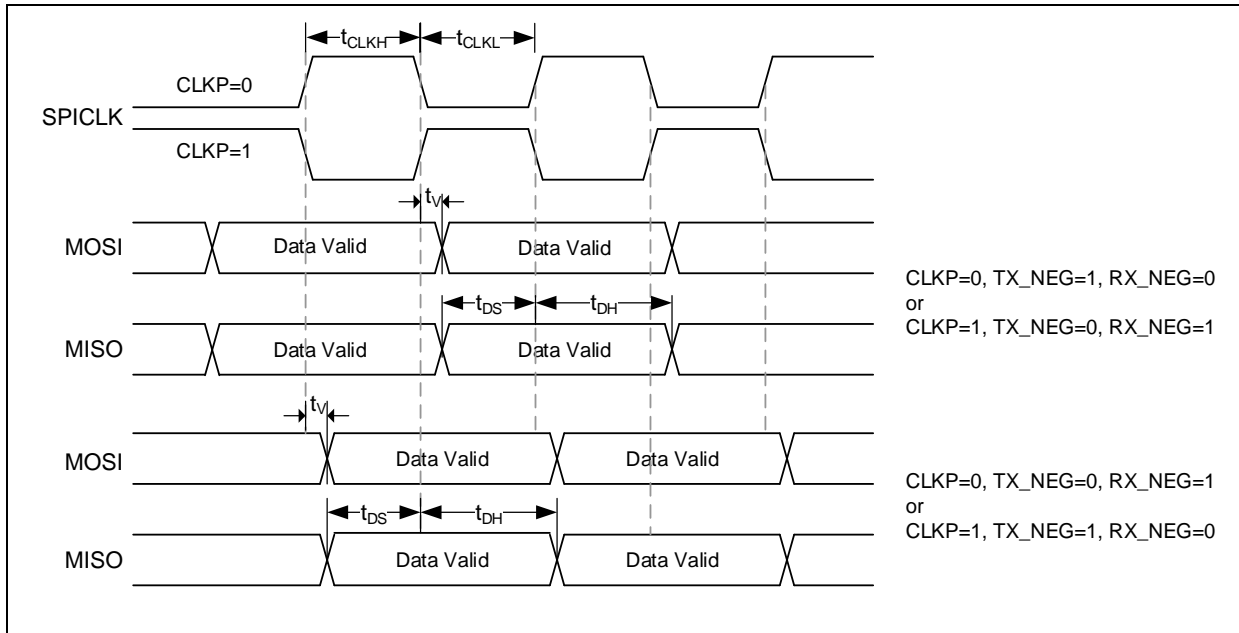 tCLKH
tCLKL
CLKP=0
SPICLK
CLKP=1
tV
MOSI
Data Valid
Data Valid
CLKP=0, TX_NEG=1, RX_NEG=0
or
CLKP=1, TX_NEG=0, RX_NEG=1
tDS
tDH
MISO
Data Valid
Data Valid
tV
MOSI
Data Valid
Data Valid
CLKP=0, TX_NEG=0, RX_NEG=1
or
CLKP=1, TX_NEG=1, RX_NEG=0
tDS
tDH
MISO
Data Valid
Data Valid